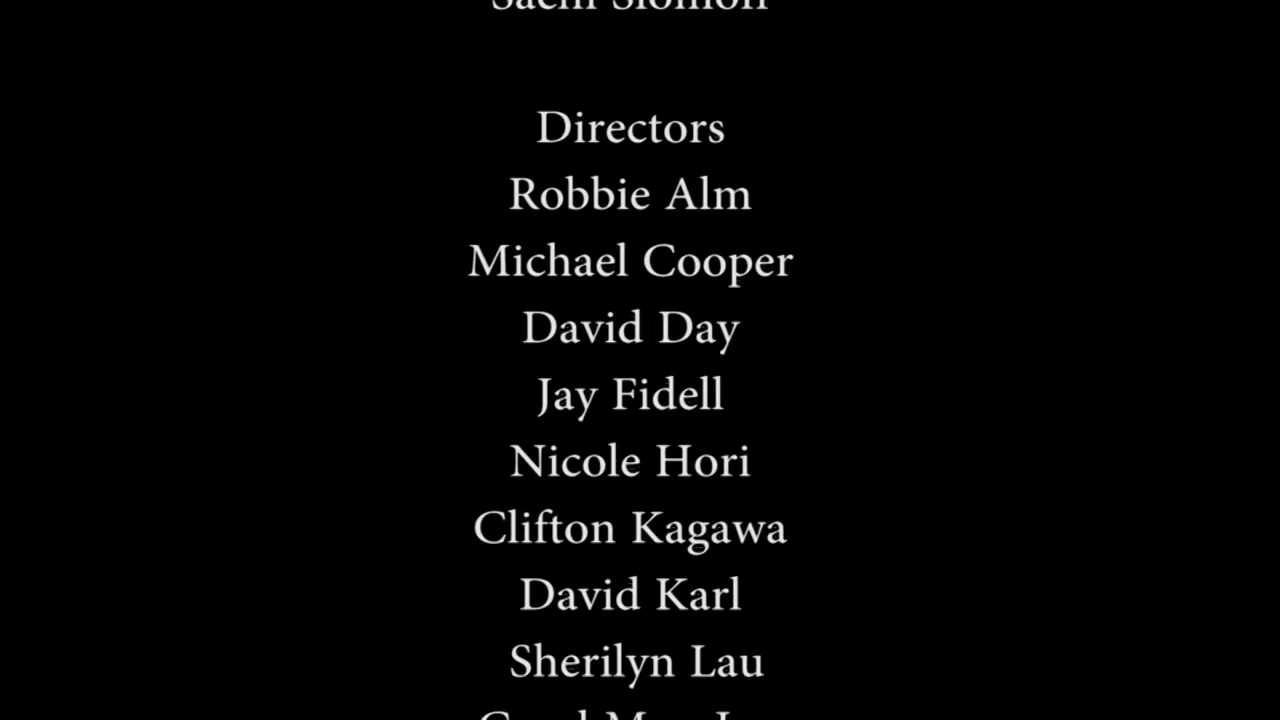 Directors
Robbie Alm
Michael Cooper
David Day
Jay Fidell
Nicole Hori
Clifton Kagawa
David Karl
Sherilyn Lau